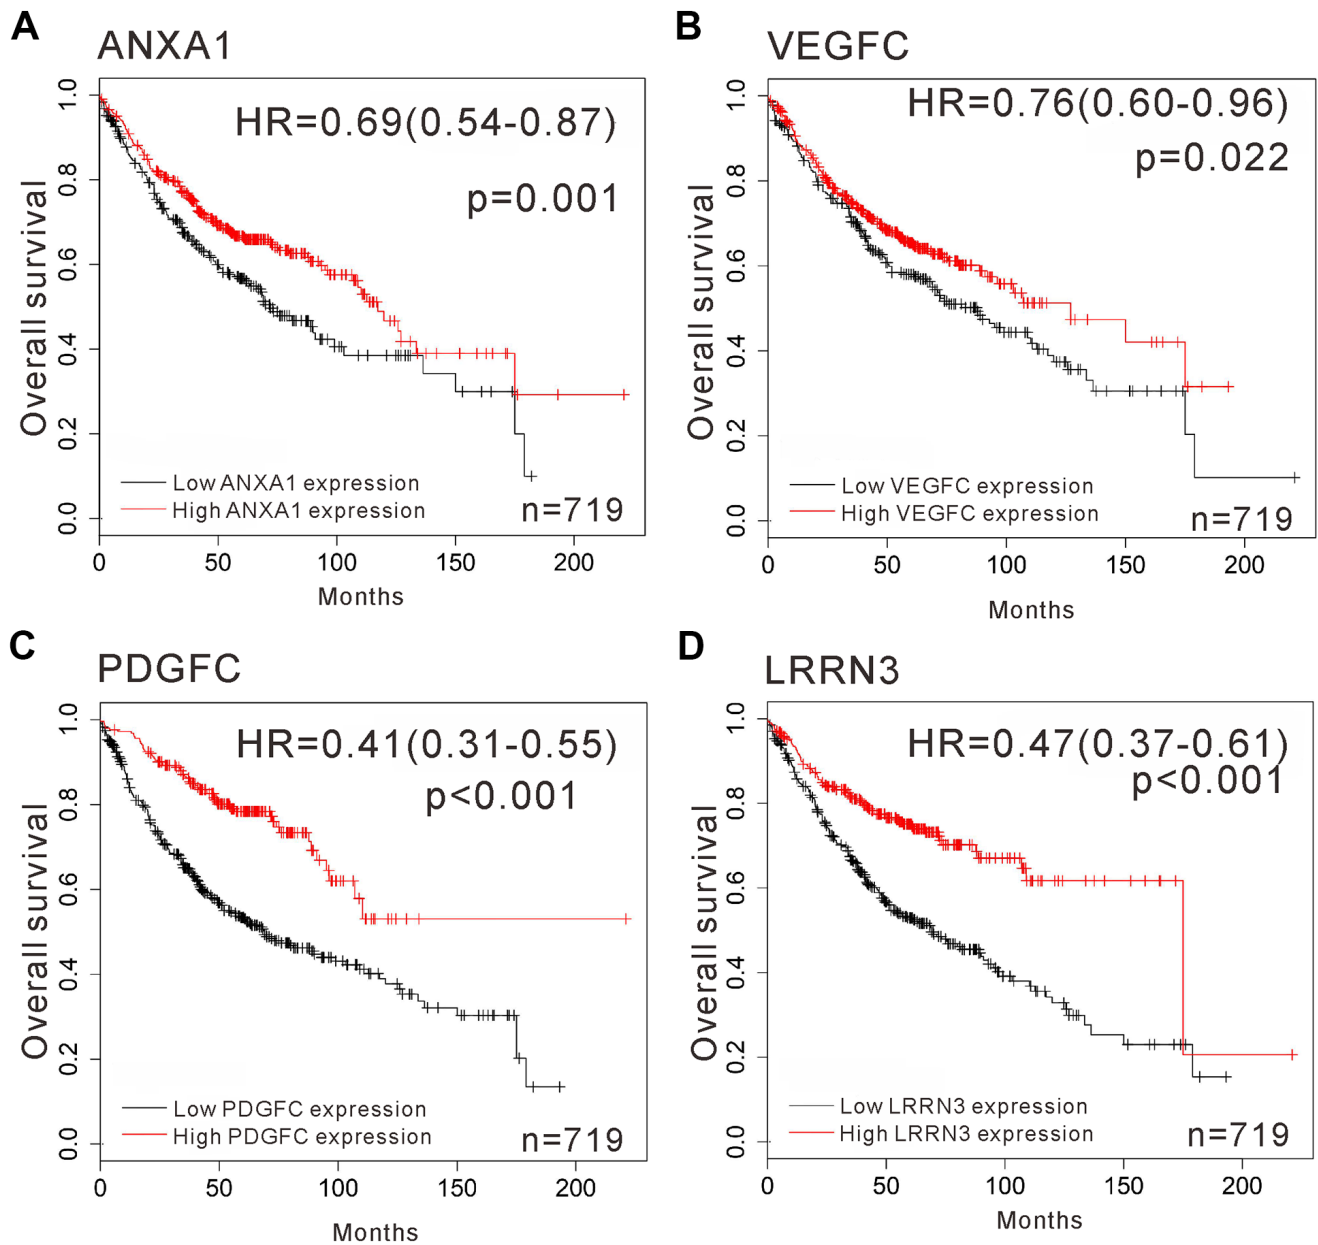 A
ANXA1
HR=0.69(0.54-0.87)
p=0.001
Overall survival
0.0 0.2 0.4 0.6 0.8 1.0
Low ANXA1 expression
High ANXA1 expression
n=719
0 50 100 150 200
Months
B
VEGFC
HR=0.76(0.60-0.96)
p=0.022
Overall survival
0.0 0.2 0.4 0.6 0.8 1.0
Low VEGFC expression
High VEGFC expression
n=719
0 50 100 150 200
Months
C
PDGFC
HR=0.41(0.31-0.55)
p<0.001
Overall survival
0.0 0.2 0.4 0.6 0.8 1.0
Low PDGFC expression
High PDGFC expression
n=719
0 50 100 150 200
Months
D
LRRN3
HR=0.47(0.37-0.61)
p<0.001
Overall survival
0.0 0.2 0.4 0.6 0.8 1.0
Low LRRN3 expression
High LRRN3 expression
n=719
0 50 100 150 200
Months